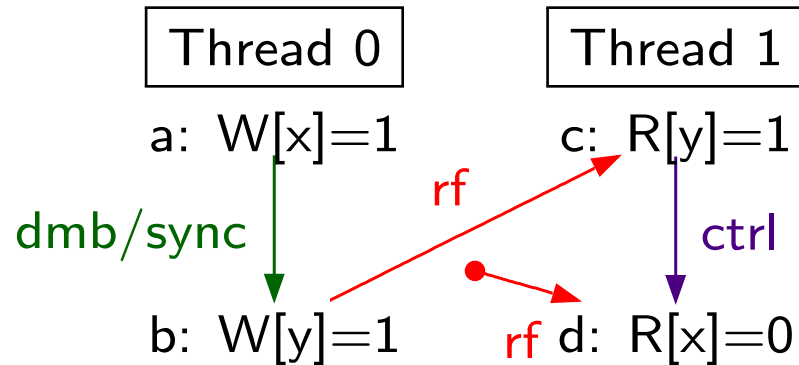 Thread 0 Thread 1
a: W[x]=1 c: R[y]=1
rf
dmb/sync ctrl
b: W[y]=1 rf d: R[x]=0